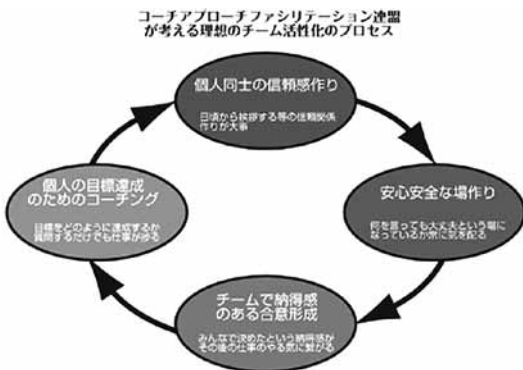 コーチアプローチファシリテーション連盟
が考える理想のチーム活性化のプロセス
個人同士の信頼感作り
日頃から挨拶する等の信頼関係
作りが大事
安心安全な場作り
何を言っても大丈夫という場に
なっているか常に気を配る
チームで納得感
のある合意形成
みんなで決めたという納得感が
その後の仕事のやる気に繋がる
個人の目標達成
のためのコーチング
目標をどのように達成するか
質問するだけでも仕事が捗る